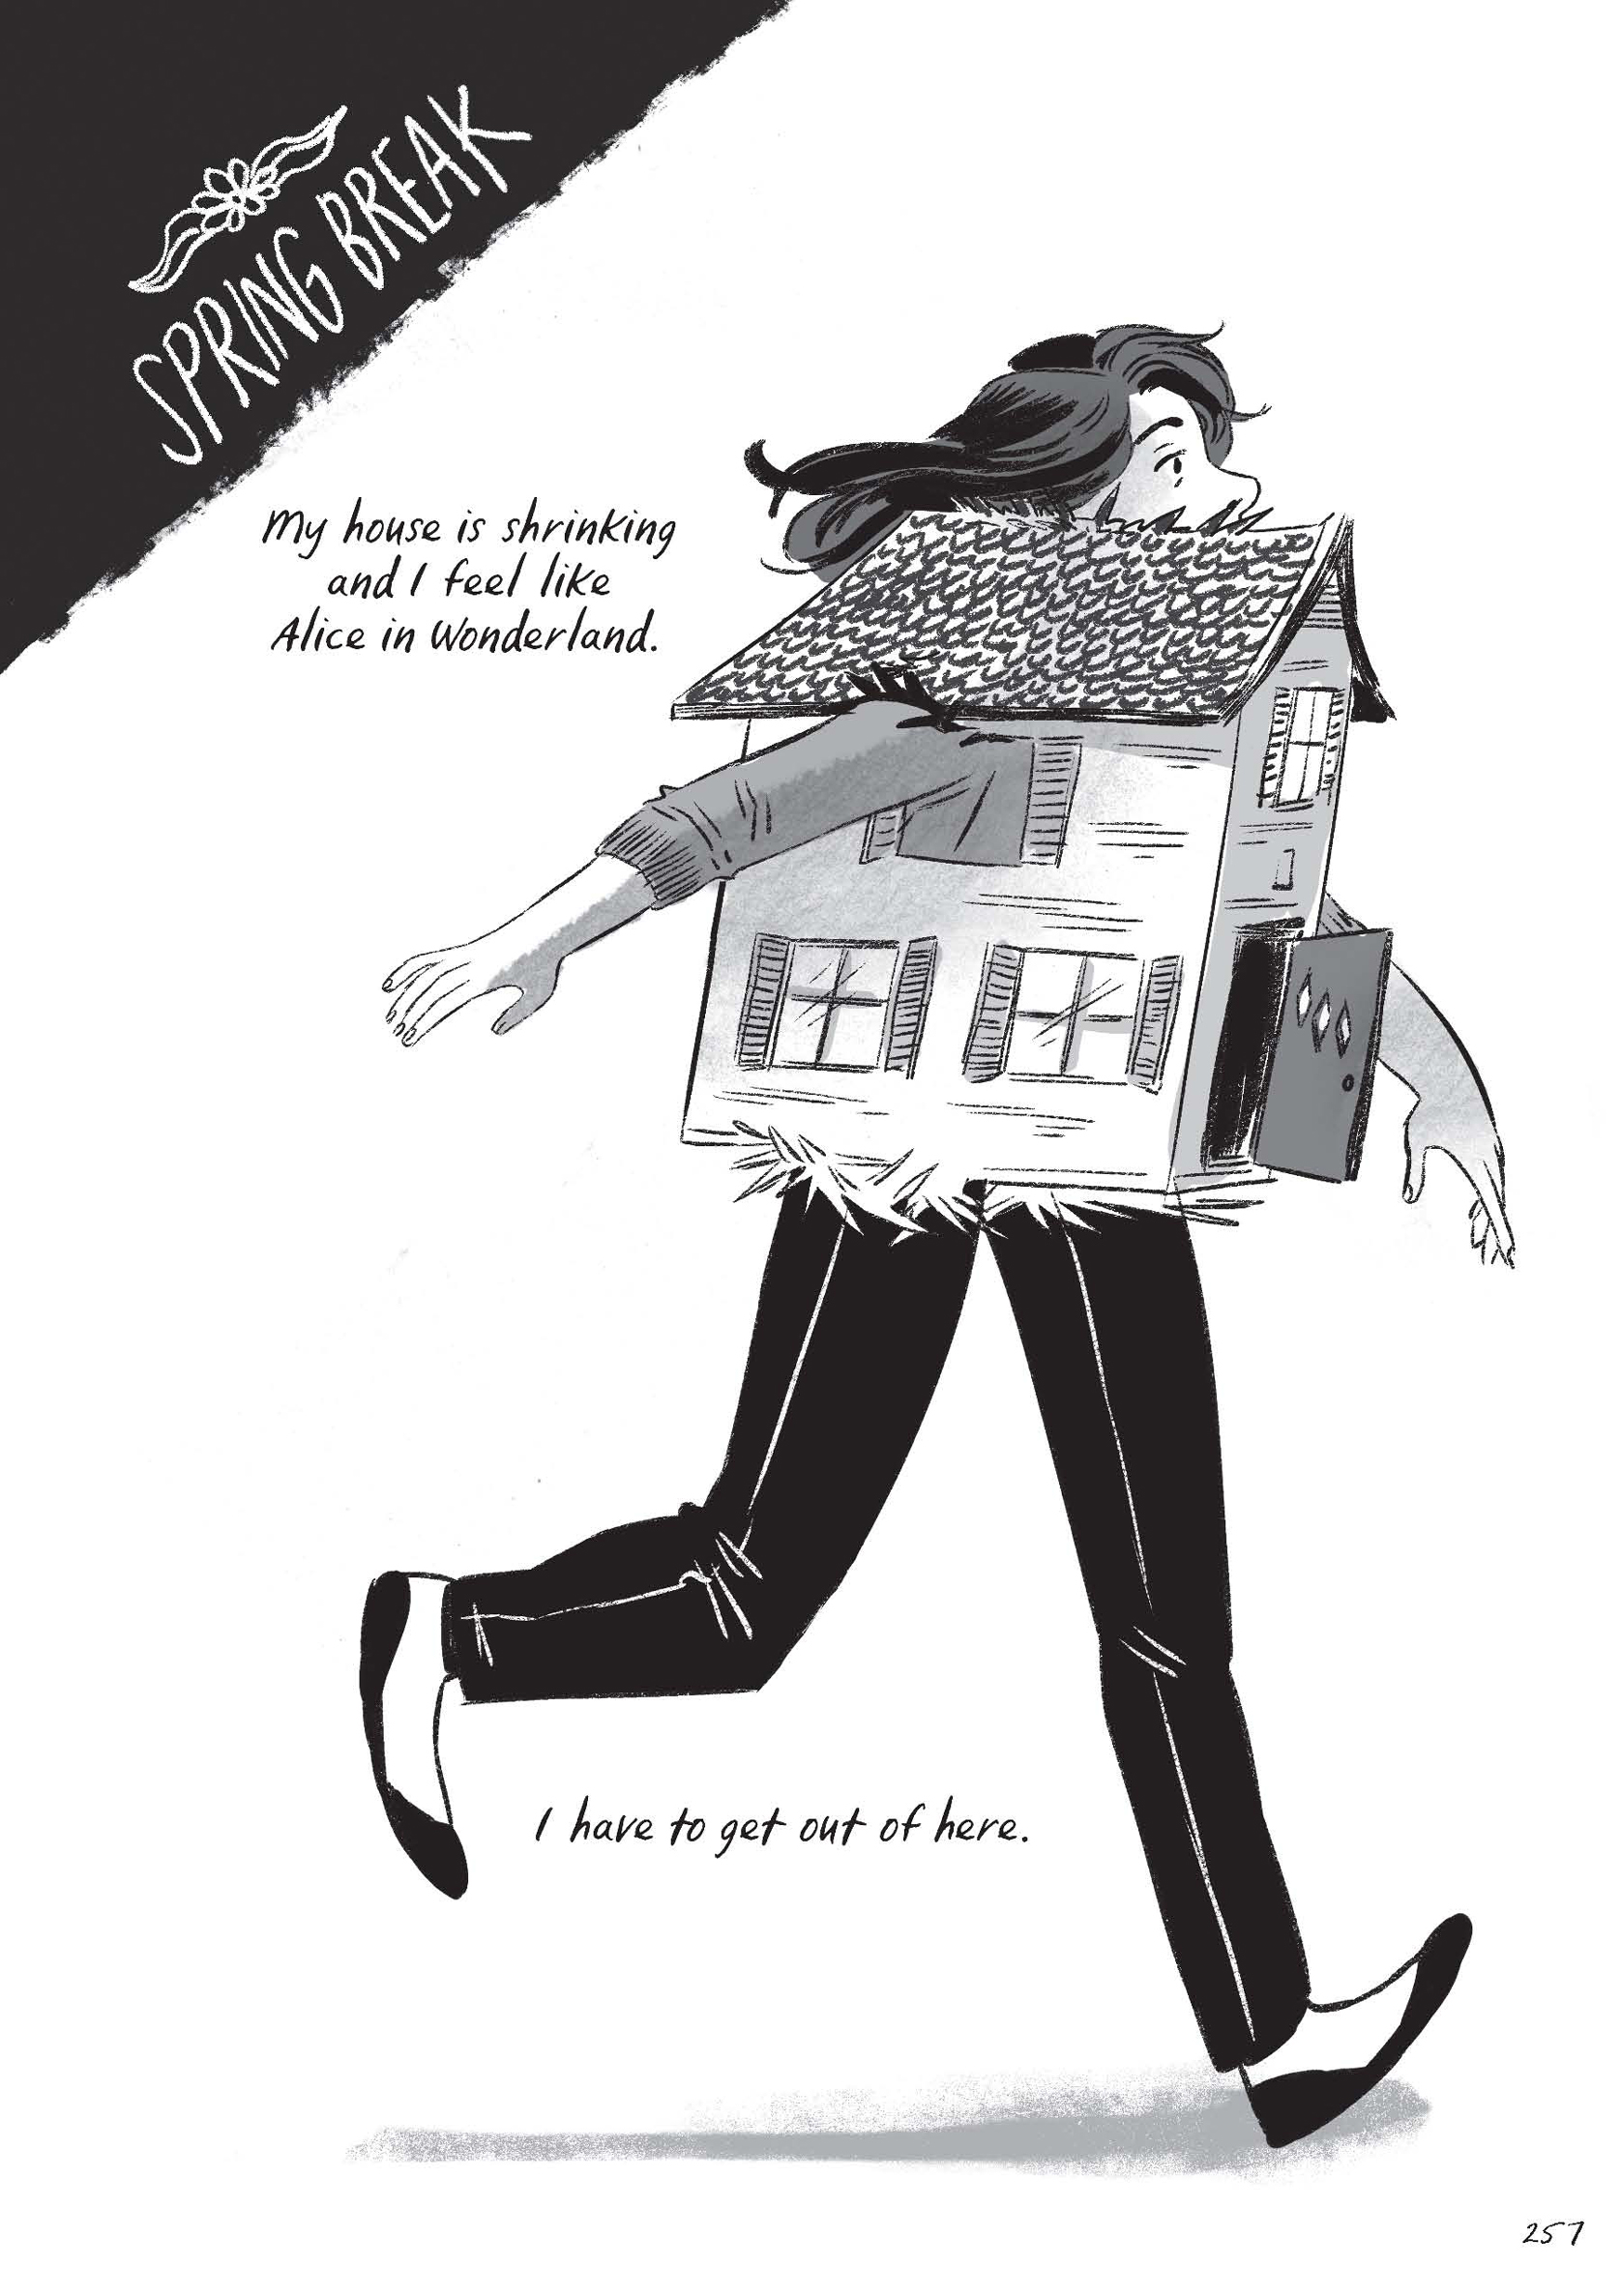 SPRING BREAK
My house is shrinking
and I feel like
Alice in Wonderland.
I have to get out of here.
257